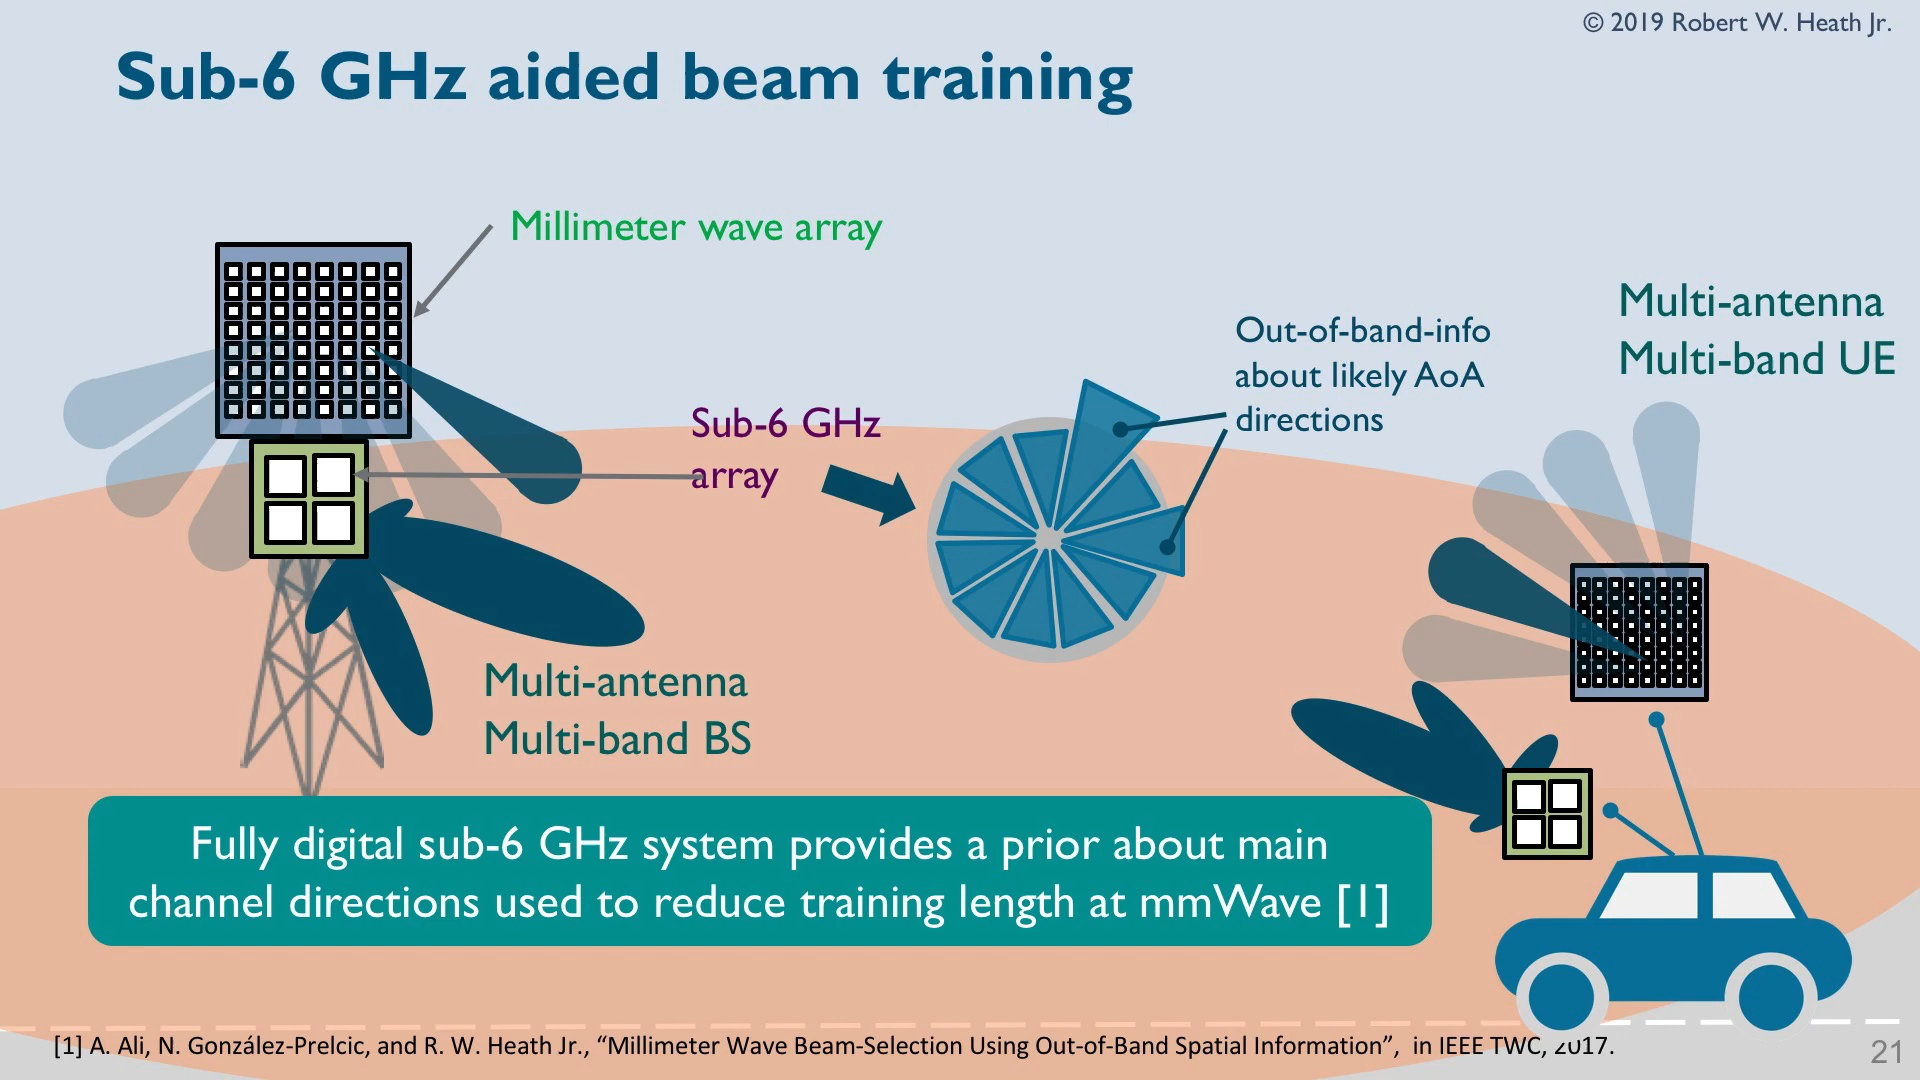 © 2019 Robert W. Heath Jr.
Sub-6 GHz aided beam training
Millimeter wave array
Multi-antenna
Multi-band UE
Out-of-band-info
about likely AoA
directions
Sub-6 GHz
array
Multi-antenna
Multi-band BS
Fully digital sub-6 GHz system provides a prior about main
channel directions used to reduce training length at mmWave [1]
[1] A. Ali, N. González-Prelcic, and R. W. Heath Jr., “Millimeter Wave Beam-Selection Using Out-of-Band Spatial Information”, in IEEE TWC, 2017.
21